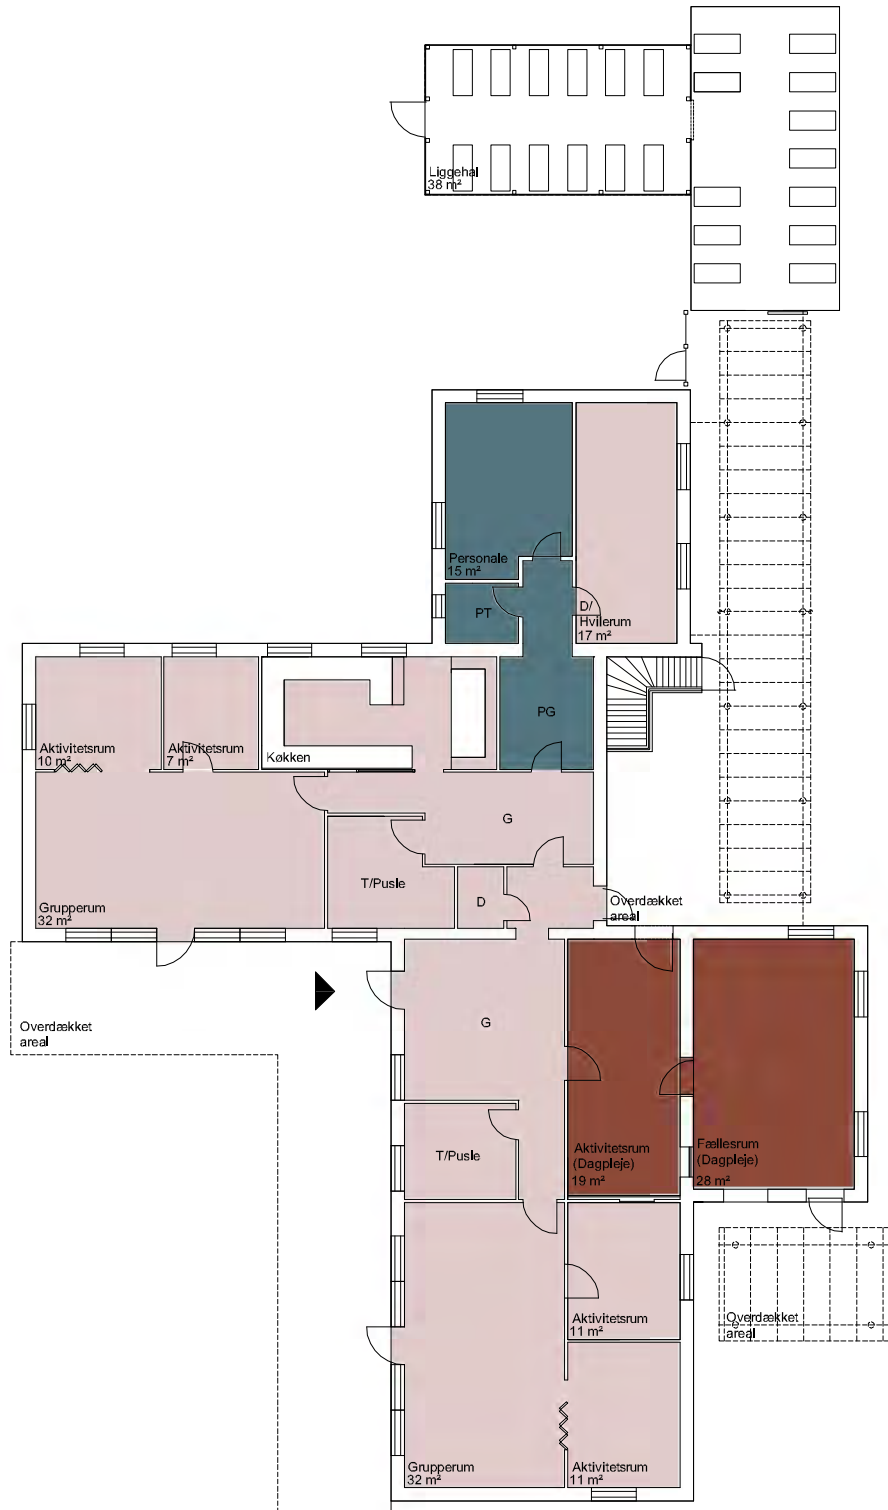 Liggehal
38 m²
Personale
15 m²
PT
D/
Hvilerum
17 m²
PG
Aktivitetsrum
10 m²
Aktivitetsrum
7 m²
Køkken
G
T/Pusle
D
Grupperum
32 m²
Overdækket
areal
Overdækket
areal
G
T/Pusle
Aktivitetsrum
(Dagpleje)
19 m²
Fællesrum
(Dagpleje)
28 m²
Aktivitetsrum
11 m²
Overdækket
areal
Grupperum
32 m²
Aktivitetsrum
11 m²